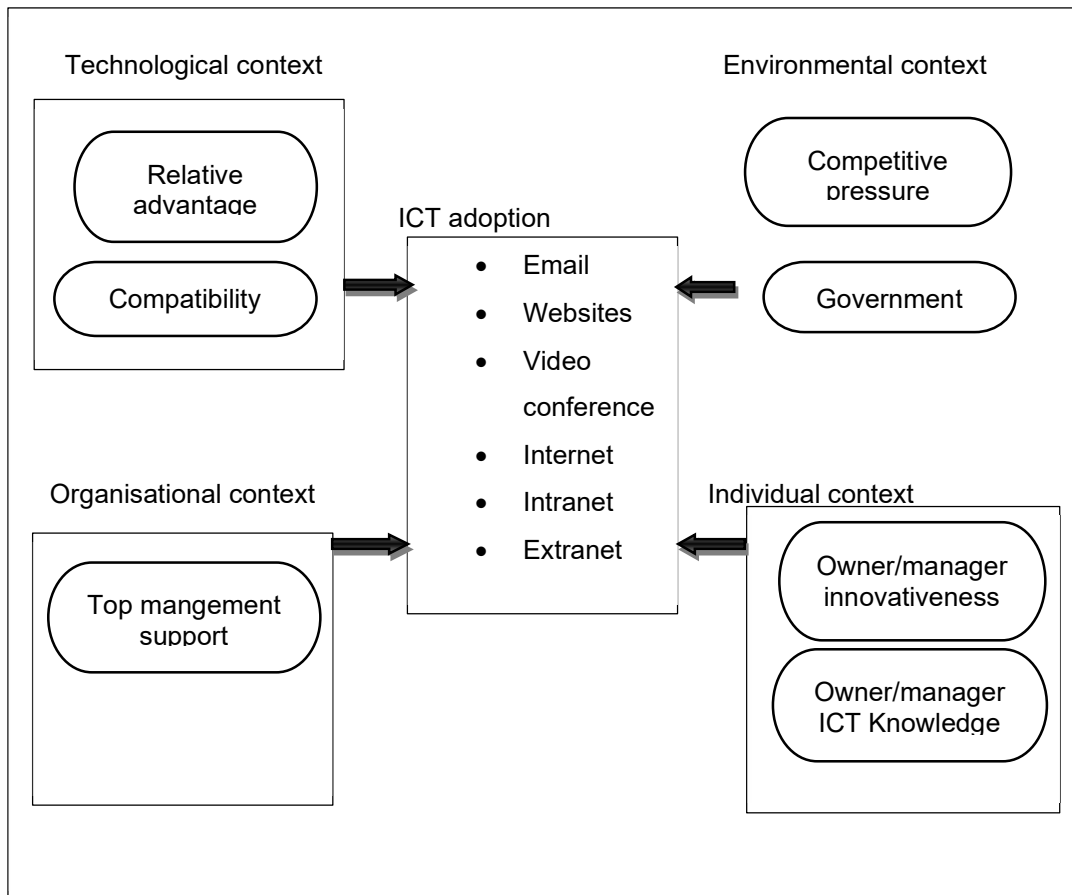 Technological context
Relative
advantage
Compatibility
Environmental context
Competitive
pressure
Government
ICT adoption
• Email
• Websites
• Video
conference
• Internet
• Intranet
• Extranet
Organisational context
Top mangement
support
Individual context
Owner/manager
innovativeness
Owner/manager
ICT Knowledge